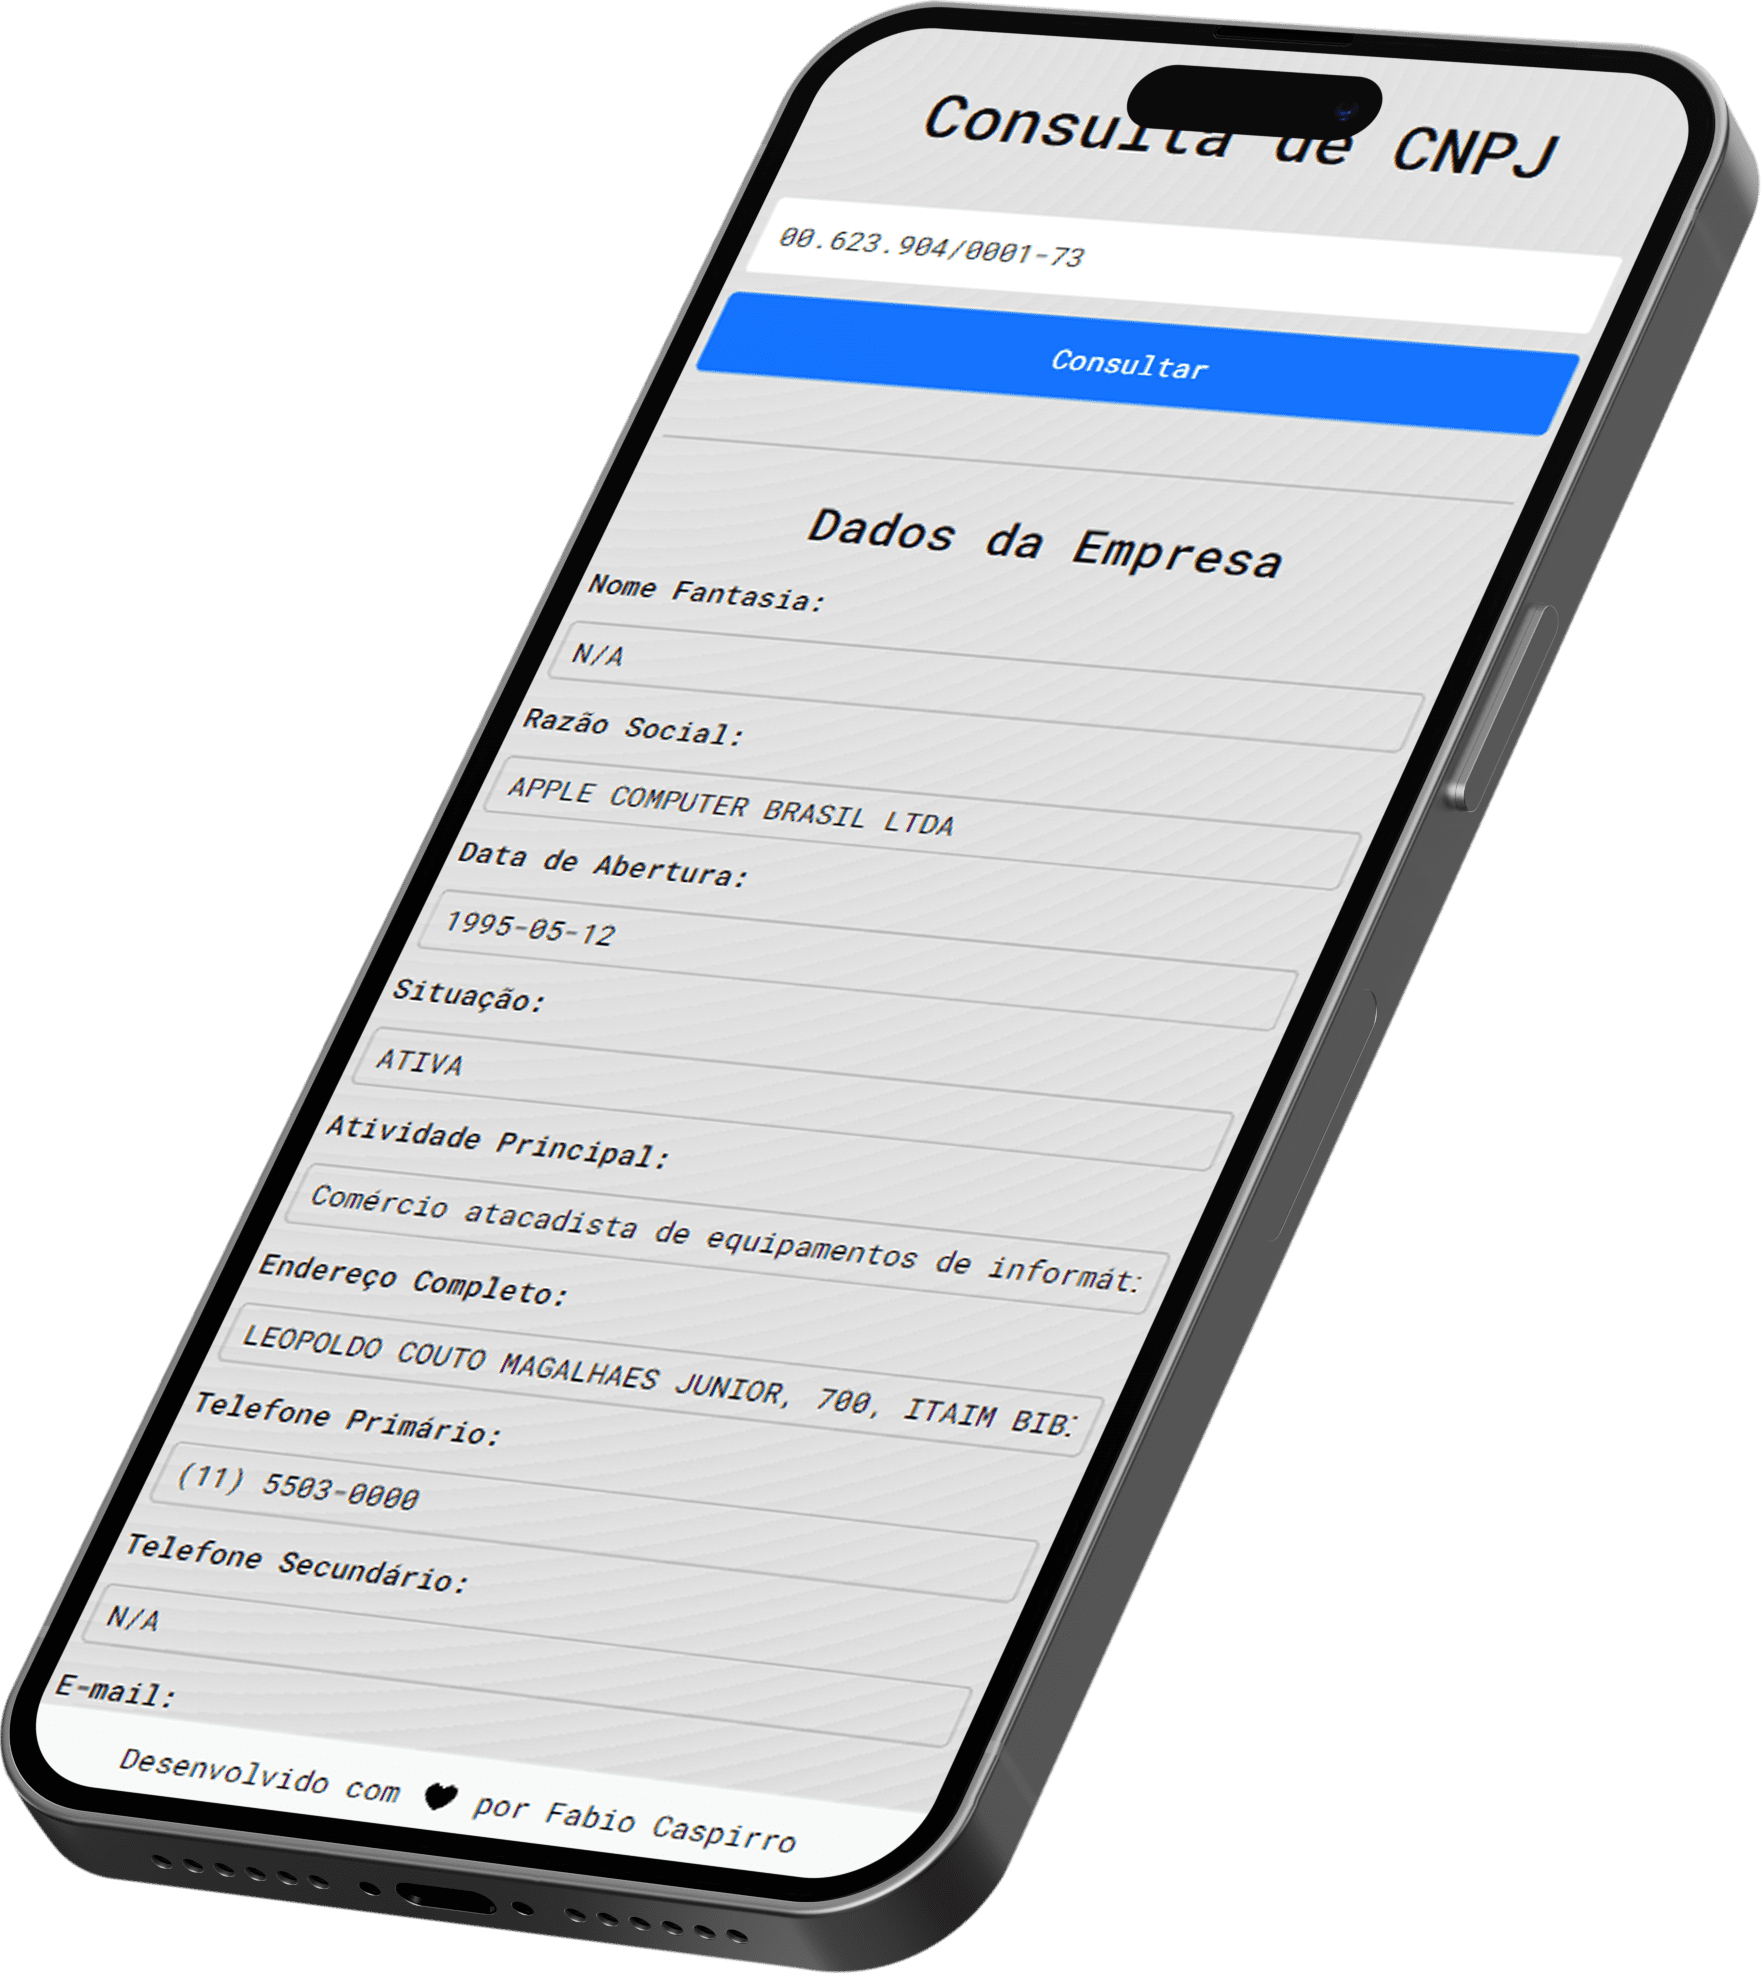 Consulta de CNPJ
00.623.904/0001-73
Consultar
Dados da Empresa
Nome Fantasia:
N/A
Razão Social:
APPLE COMPUTER BRASIL LTDA
Data de Abertura:
1995-05-12
Situação:
ATIVA
Atividade Principal:
Comércio atacadista de equipamentos de informát
Endereço Completo:
LEOPOLDO COUTO MAGALHAES JUNIOR, 700, ITAIM BIB
Telefone Primário:
(11) 5503-0000
Telefone Secundário:
N/A
E-mail:
Desenvolvido com ♥ por Fabio Caspirro